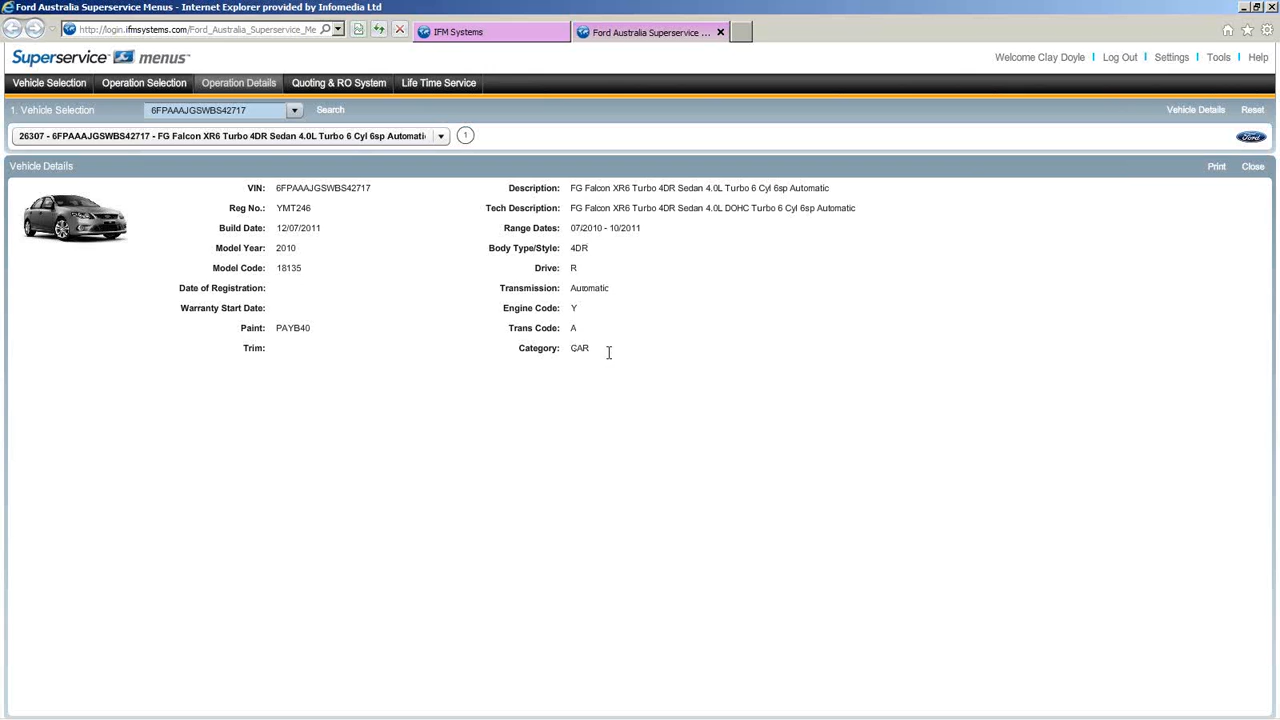 Ford Australia Superservice Menus - Internet Explorer provided by Infomedia Ltd
http://login.ifmsystems.com/Ford_Australia_Superservice_Me
IFM Systems
Ford Australia Superservice ...
Superservice menus
Welcome Clay Doyle | Log Out | Settings | Tools | Help
Vehicle Selection Operation Selection Operation Details Quoting & RO System Life Time Service
1. Vehicle Selection 6FPAAAJGSWBS42717 Search Vehicle Details Reset
26307 - 6FPAAAJGSWBS42717 - FG Falcon XR6 Turbo 4DR Sedan 4.0L Turbo 6 Cyl 6sp Automati 1 Ford
Vehicle Details Print Close
VIN: 6FPAAAJGSWBS42717 Description: FG Falcon XR6 Turbo 4DR Sedan 4.0L Turbo 6 Cyl 6sp Automatic
Reg No.: YMT246 Tech Description: FG Falcon XR6 Turbo 4DR Sedan 4.0L DOHC Turbo 6 Cyl 6sp Automatic
Build Date: 12/07/2011 Range Dates: 07/2010 - 10/2011
Model Year: 2010 Body Type/Style: 4DR
Model Code: 18135 Drive: R
Date of Registration: Transmission: Automatic
Warranty Start Date: Engine Code: Y
Paint: PAYB40 Trans Code: A
Trim: Category: CAR